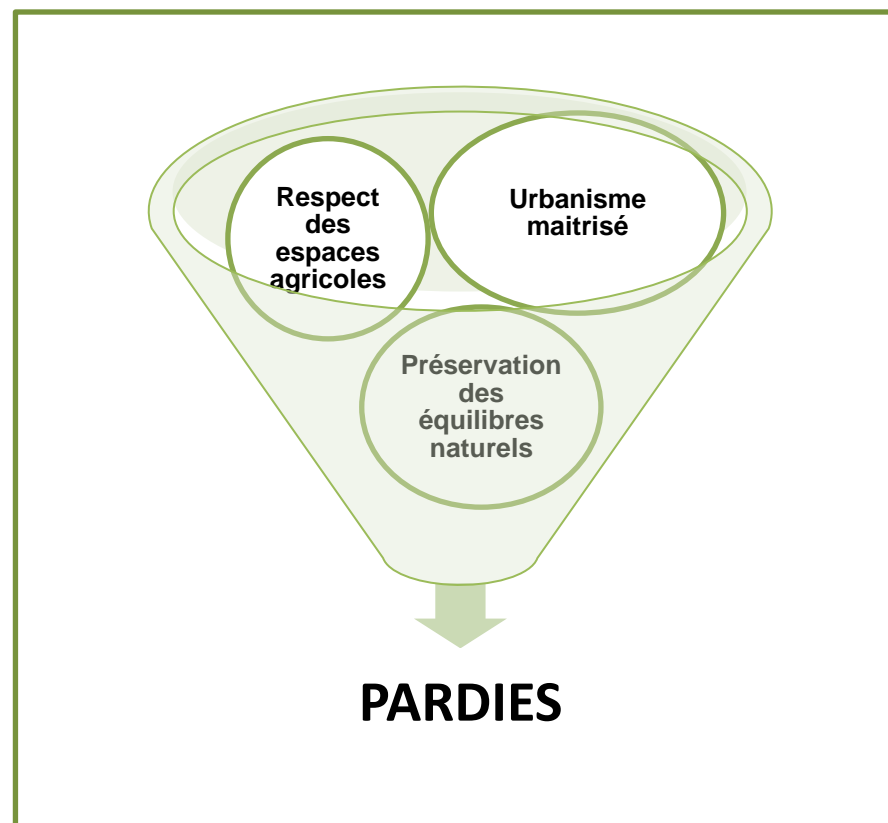 Respect
des
espaces
agricoles
Urbanisme
maitrisé
Préservation
des
équilibres
naturels
PARDIES